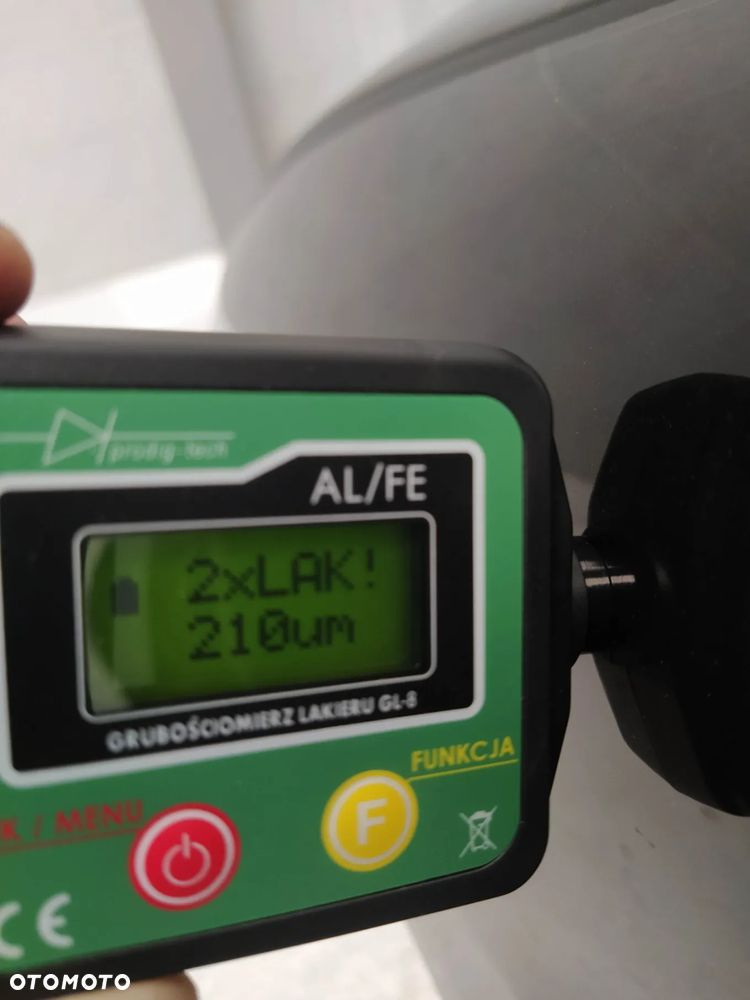 prodig-tech
AL/FE
2xLAK!
210um
GRUBOŚCIOMIERZ LAKIERU GL-8
FUNKCJA
K / MENU
F
CE
OTOMOTO